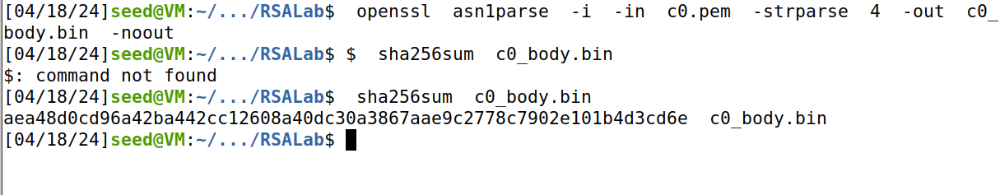 [04/18/24]seed@VM:~/.../RSALab$ openssl asn1parse -i -in c0.pem -strparse 4 -out c0_
body.bin -noout
[04/18/24]seed@VM:~/.../RSALab$ $ sha256sum c0_body.bin
$: command not found
[04/18/24]seed@VM:~/.../RSALab$ sha256sum c0_body.bin
aea48d0cd96a42ba442cc12608a40dc30a3867aae9c2778c7902e101b4d3cd6e c0_body.bin
[04/18/24]seed@VM:~/.../RSALab$